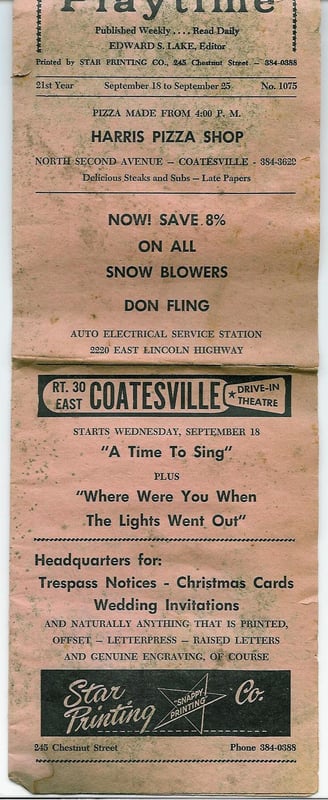 Playtime
Published Weekly . . . . Read Daily
EDWARD S. LAKE, Editor
Printed by STAR PRINTING CO., 245 Chestnut Street — 384-0388
21st Year September 18 to September 25 No. 1075
PIZZA MADE FROM 4:00 P. M.
HARRIS PIZZA SHOP
NORTH SECOND AVENUE — COATESVILLE - 384-3622
Delicious Steaks and Subs — Late Papers
NOW! SAVE 8%
ON ALL
SNOW BLOWERS
DON FLING
AUTO ELECTRICAL SERVICE STATION
2220 EAST LINCOLN HIGHWAY
RT. 30 EAST COATESVILLE ★ DRIVE-IN THEATRE
STARTS WEDNESDAY, SEPTEMBER 18
"A Time To Sing"
PLUS
"Where Were You When
The Lights Went Out"
Headquarters for:
Trespass Notices - Christmas Cards
Wedding Invitations
AND NATURALLY ANYTHING THAT IS PRINTED,
OFFSET — LETTERPRESS — RAISED LETTERS
AND GENUINE ENGRAVING, OF COURSE
Star Printing Co.
"SNAPPY PRINTING"
245 Chestnut Street Phone 384-0388